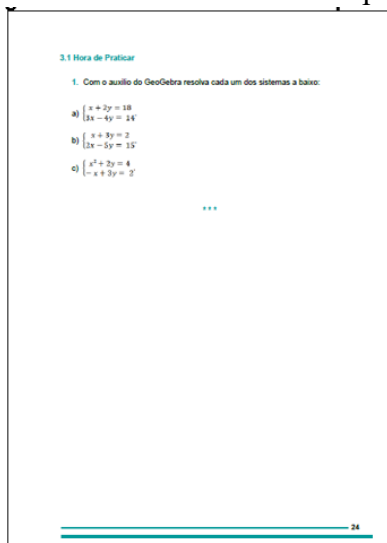 3.1 Hora de Praticar
1. Com o auxílio do GeoGebra resolva cada um dos sistemas a baixo:
a) { x + 2y = 18
3x − 4y = 14 ,
b) { x + 3y = 2
2x − 5y = 15 ,
c) { x² + 2y = 4
− x + 3y = 2 ,
***
24